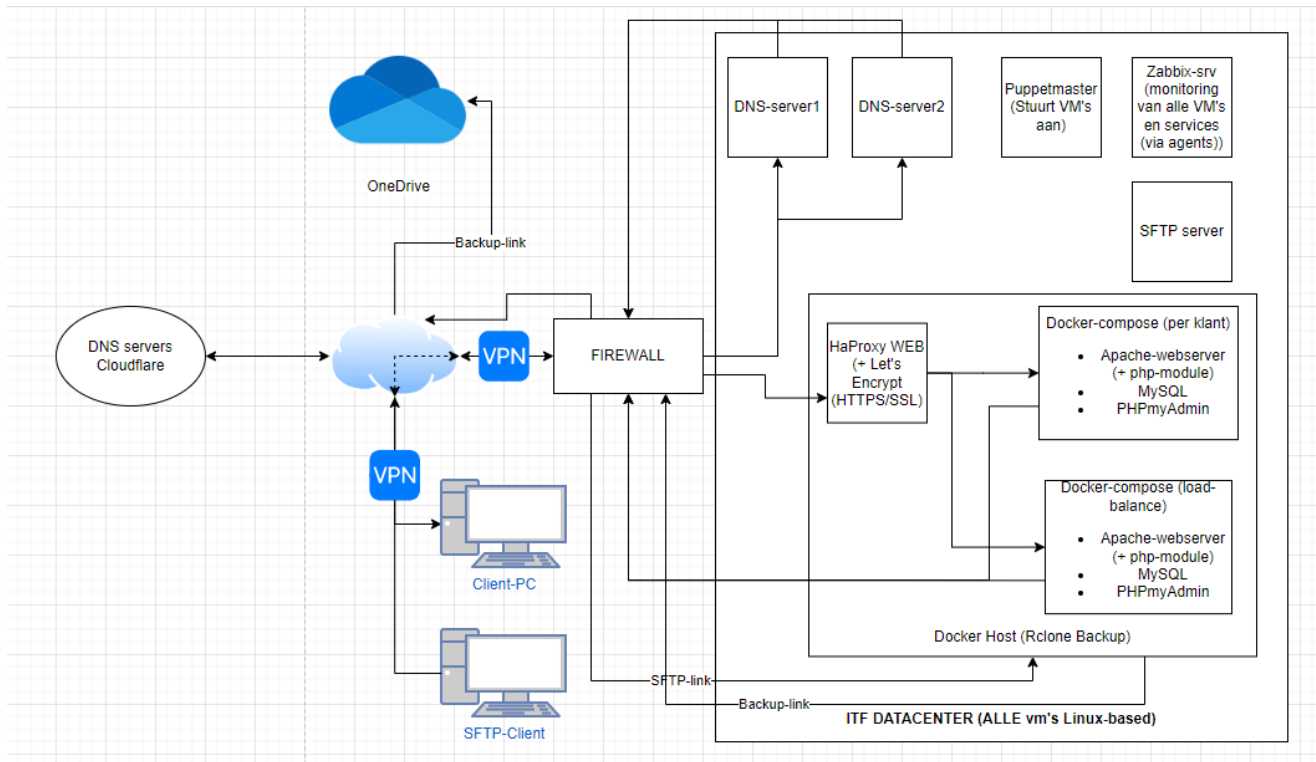 DNS-server1
DNS-server2
Puppetmaster
(Stuurt VM's
aan)
Zabbix-srv
(monitoring
van alle VM's
en services
(via agents))
OneDrive
SFTP server
Backup-link
DNS servers
Cloudflare
VPN
FIREWALL
HaProxy WEB
(+ Let's
Encrypt
(HTTPS/SSL)
Docker-compose (per klant)
Apache-webserver
(+ php-module)
MySQL
PHPmyAdmin
VPN
Client-PC
Docker-compose (load-
balance)
Apache-webserver
(+ php-module)
MySQL
PHPmyAdmin
Docker Host (Rclone Backup)
SFTP-link
Backup-link
SFTP-Client
ITF DATACENTER (ALLE vm's Linux-based)